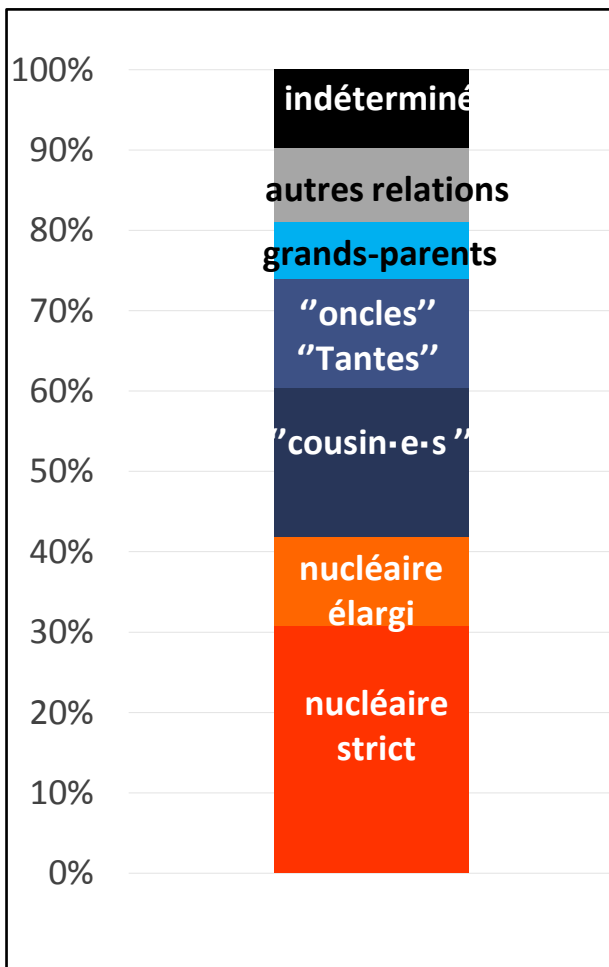 100%
indéterminé
90%
autres relations
80%
grands-parents
70%
‘’oncles’’
‘’Tantes’’
60%
’’cousin·e·s ’’
50%
40%
nucléaire
élargi
30%
20%
nucléaire
strict
10%
0%